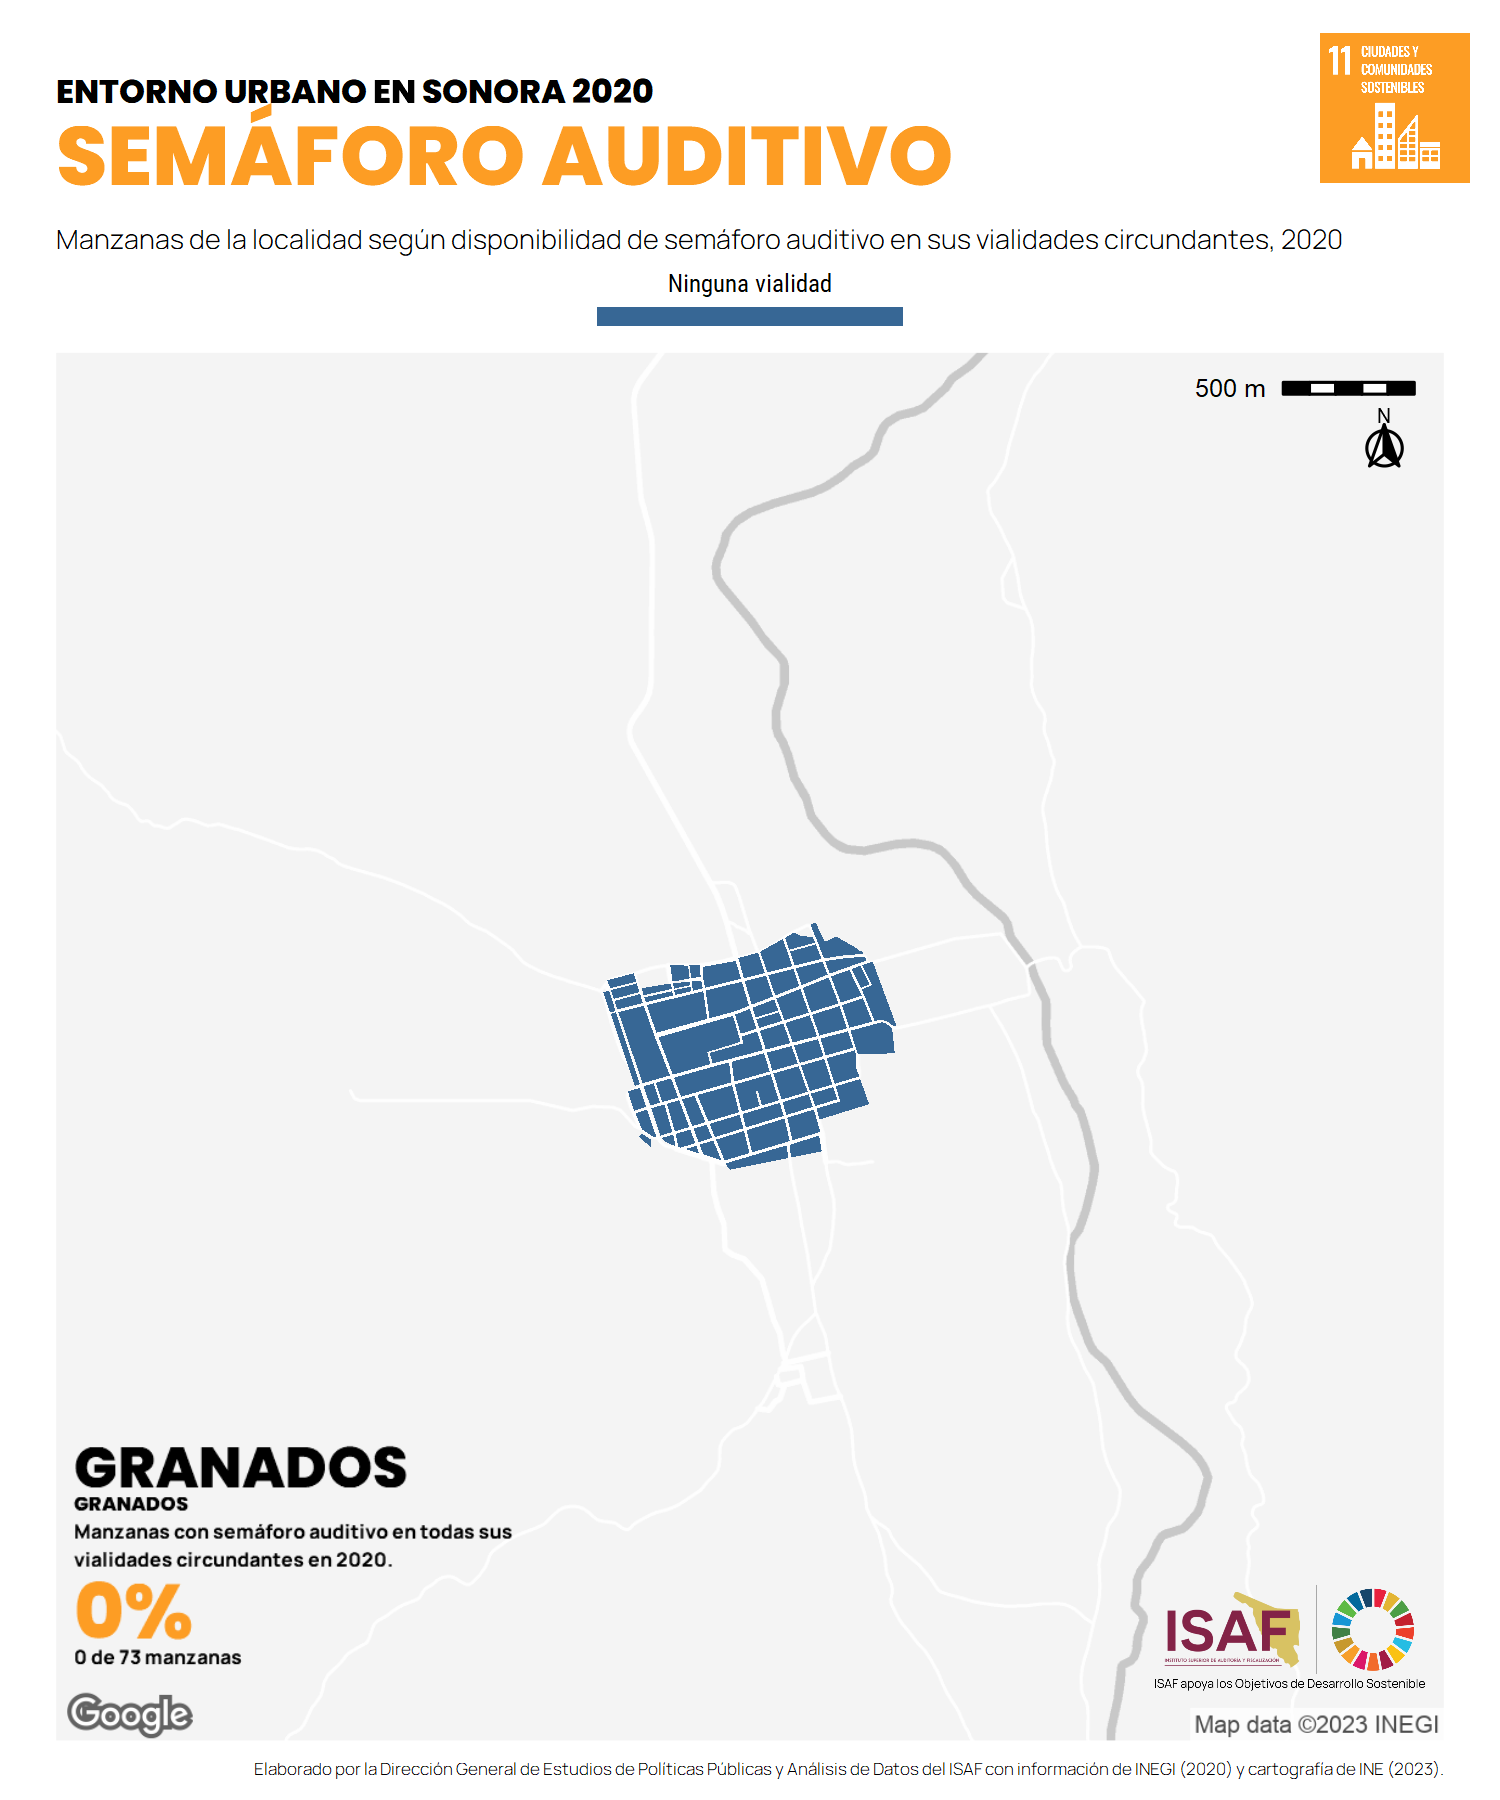 ENTORNO URBANO EN SONORA 2020
SEMÁFORO AUDITIVO
11 CIUDADES Y
COMUNIDADES
SOSTENIBLES
Manzanas de la localidad según disponibilidad de semáforo auditivo en sus vialidades circundantes, 2020
Ninguna vialidad
500 m
N
GRANADOS
GRANADOS
Manzanas con semáforo auditivo en todas sus
vialidades circundantes en 2020.
0%
0 de 73 manzanas
Google
ISAF
INSTITUTO SUPERIOR DE AUDITORÍA Y FISCALIZACIÓN
ISAF apoya los Objetivos de Desarrollo Sostenible
Map data ©2023 INEGI
Elaborado por la Dirección General de Estudios de Políticas Públicas y Análisis de Datos del ISAF con información de INEGI (2020) y cartografía de INE (2023).